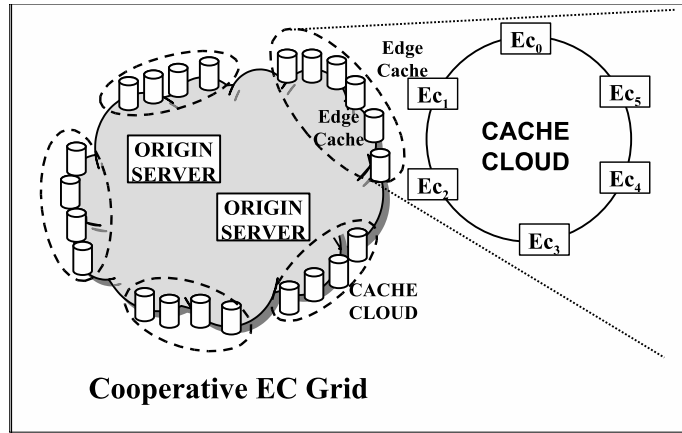 Edge
Cache
Ec0
Ec1
Ec5
Edge
Cache
CACHE
CLOUD
ORIGIN
SERVER
Ec2
Ec4
ORIGIN
SERVER
Ec3
CACHE
CLOUD
Cooperative EC Grid